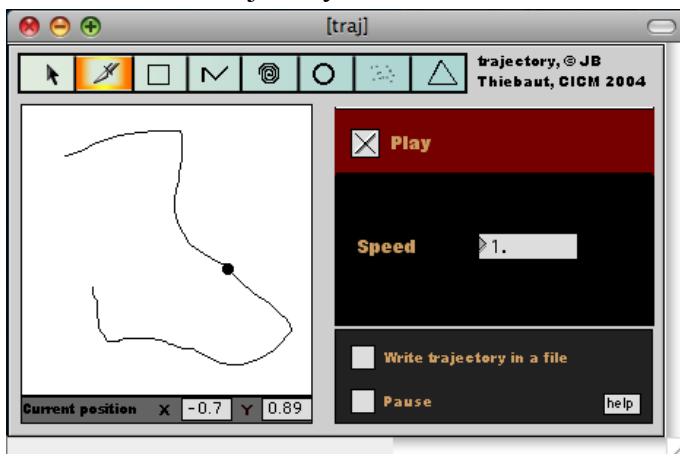 [traj]
trajectory, © JB
Thiebaut, CICM 2004
Play
Speed
1.
Write trajectory in a file
Pause
help
Current position X -0.7 Y 0.89